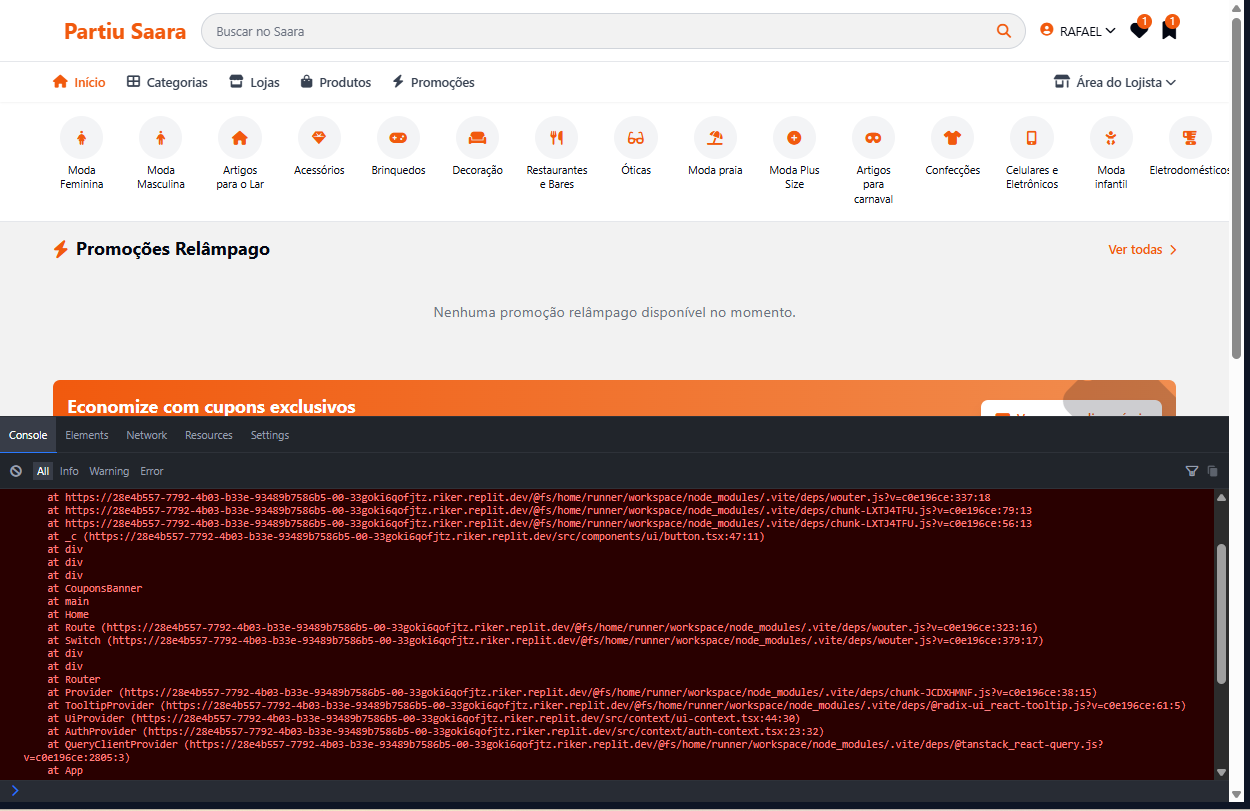 Partiu Saara
Buscar no Saara
RAFAEL
1
1
Início
Categorias
Lojas
Produtos
Promoções
Área do Lojista
Moda Feminina
Moda Masculina
Artigos para o Lar
Acessórios
Brinquedos
Decoração
Restaurantes e Bares
Óticas
Moda praia
Moda Plus Size
Artigos para carnaval
Confecções
Celulares e Eletrônicos
Moda infantil
Eletrodomésticos
Promoções Relâmpago
Ver todas
Nenhuma promoção relâmpago disponível no momento.
Economize com cupons exclusivos
Console
Elements
Network
Resources
Settings
All
Info
Warning
Error
at https://28e4b557-7792-4b03-b33e-93489b7586b5-00-33goki6qofjtz.riker.replit.dev/@fs/home/runner/workspace/node_modules/.vite/deps/wouter.js?v=c0e196ce:337:18
at https://28e4b557-7792-4b03-b33e-93489b7586b5-00-33goki6qofjtz.riker.replit.dev/@fs/home/runner/workspace/node_modules/.vite/deps/chunk-LXTJ4TFU.js?v=c0e196ce:79:13
at https://28e4b557-7792-4b03-b33e-93489b7586b5-00-33goki6qofjtz.riker.replit.dev/@fs/home/runner/workspace/node_modules/.vite/deps/chunk-LXTJ4TFU.js?v=c0e196ce:56:13
at _c (https://28e4b557-7792-4b03-b33e-93489b7586b5-00-33goki6qofjtz.riker.replit.dev/src/components/ui/button.tsx:47:11)
at div
at div
at div
at CouponsBanner
at main
at Home
at Route (https://28e4b557-7792-4b03-b33e-93489b7586b5-00-33goki6qofjtz.riker.replit.dev/@fs/home/runner/workspace/node_modules/.vite/deps/wouter.js?v=c0e196ce:323:16)
at Switch (https://28e4b557-7792-4b03-b33e-93489b7586b5-00-33goki6qofjtz.riker.replit.dev/@fs/home/runner/workspace/node_modules/.vite/deps/wouter.js?v=c0e196ce:379:17)
at div
at div
at Router
at Provider (https://28e4b557-7792-4b03-b33e-93489b7586b5-00-33goki6qofjtz.riker.replit.dev/@fs/home/runner/workspace/node_modules/.vite/deps/chunk-JCDXHMNF.js?v=c0e196ce:38:15)
at TooltipProvider (https://28e4b557-7792-4b03-b33e-93489b7586b5-00-33goki6qofjtz.riker.replit.dev/@fs/home/runner/workspace/node_modules/.vite/deps/@radix-ui_react-tooltip.js?v=c0e196ce:61:5)
at UiProvider (https://28e4b557-7792-4b03-b33e-93489b7586b5-00-33goki6qofjtz.riker.replit.dev/src/context/ui-context.tsx:44:30)
at AuthProvider (https://28e4b557-7792-4b03-b33e-93489b7586b5-00-33goki6qofjtz.riker.replit.dev/src/context/auth-context.tsx:23:32)
at QueryClientProvider (https://28e4b557-7792-4b03-b33e-93489b7586b5-00-33goki6qofjtz.riker.replit.dev/@fs/home/runner/workspace/node_modules/.vite/deps/@tanstack_react-query.js?
v=c0e196ce:2805:3)
at App